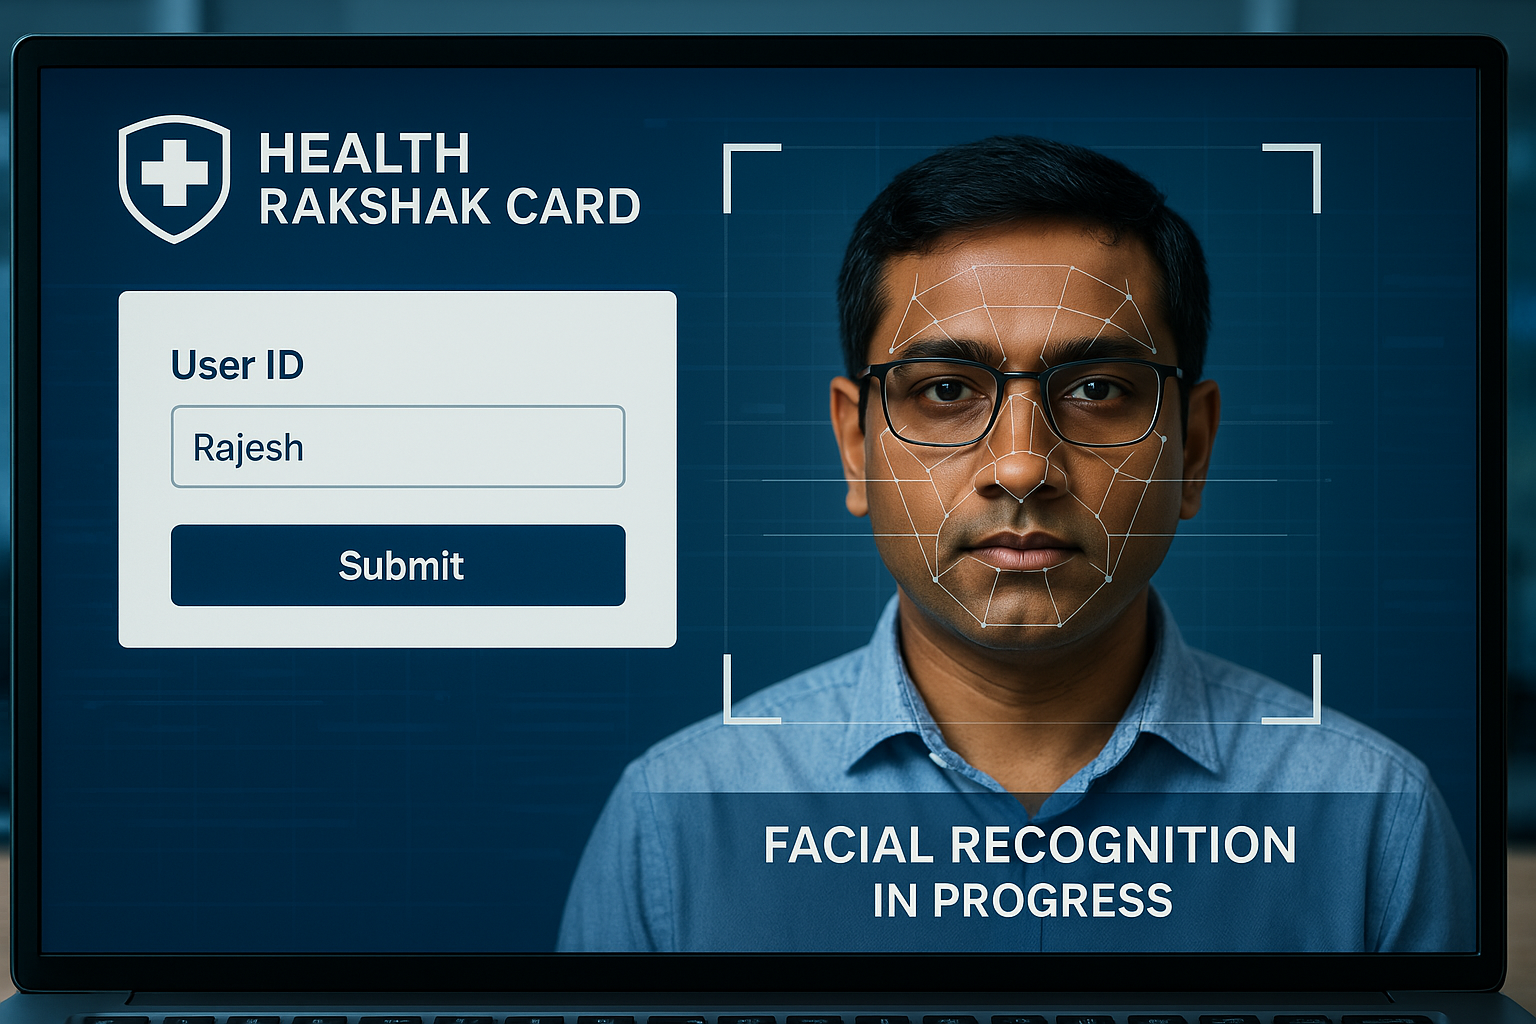 HEALTH
RAKSHAK CARD
User ID
Rajesh
Submit
FACIAL RECOGNITION
IN PROGRESS